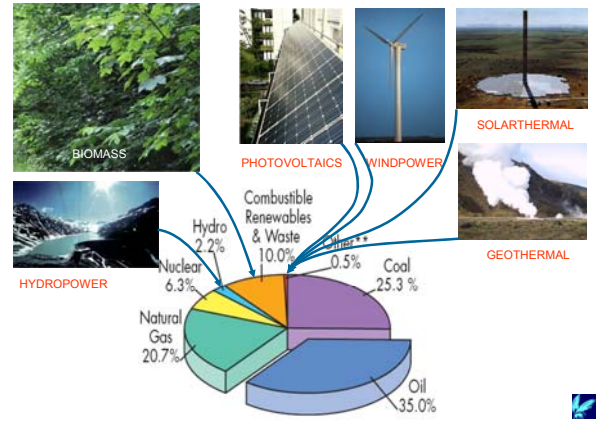 BIOMASS
PHOTOVOLTAICS
WINDPOWER
SOLARTHERMAL
GEOTHERMAL
HYDROPOWER
Combustible
Renewables
& Waste
10.0%
Hydro
2.2%
Other**
0.5%
Nuclear
6.3%
Coal
25.3 %
Natural
Gas
20.7%
Oil
35.0%